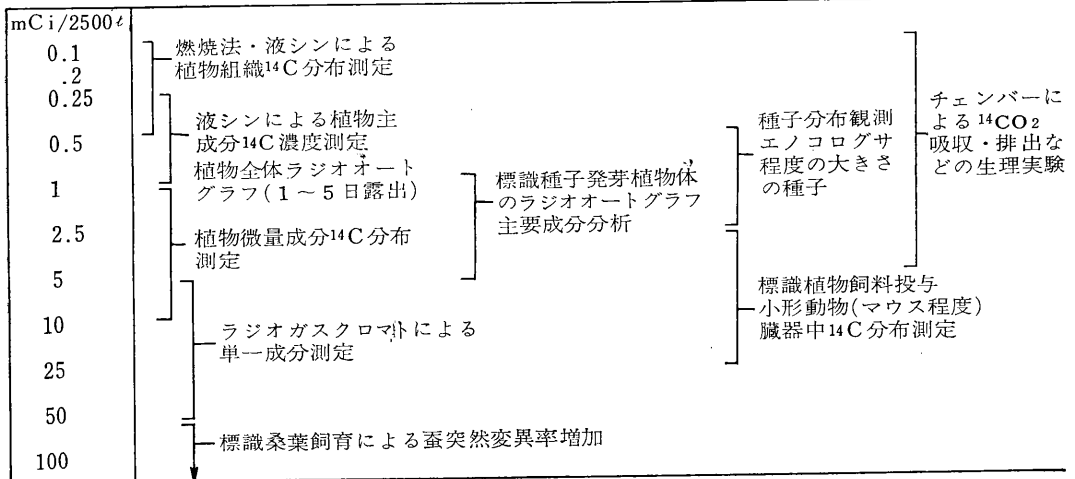 mCi/2500ℓ
0.1
.2
0.25
0.5
1
2.5
5
10
25
50
100
燃焼法・液シンによる
植物組織¹⁴C分布測定
液シンによる植物主
成分¹⁴C濃度測定
植物全体ラジオオート
グラフ(1～5日露出)
植物微量成分¹⁴C分布
測定
ラジオガスクロマトによる
単一成分測定
標識桑葉飼育による蚕突然変異率増加
標識種子発芽植物体
のラジオオートグラフ
主要成分分析
種子分布観測
エノコログサ
程度の大きさ
の種子
標識植物飼料投与
小形動物(マウス程度)
臓器中¹⁴C分布測定
チェンバーに
よる¹⁴CO₂
吸収・排出な
どの生理実験